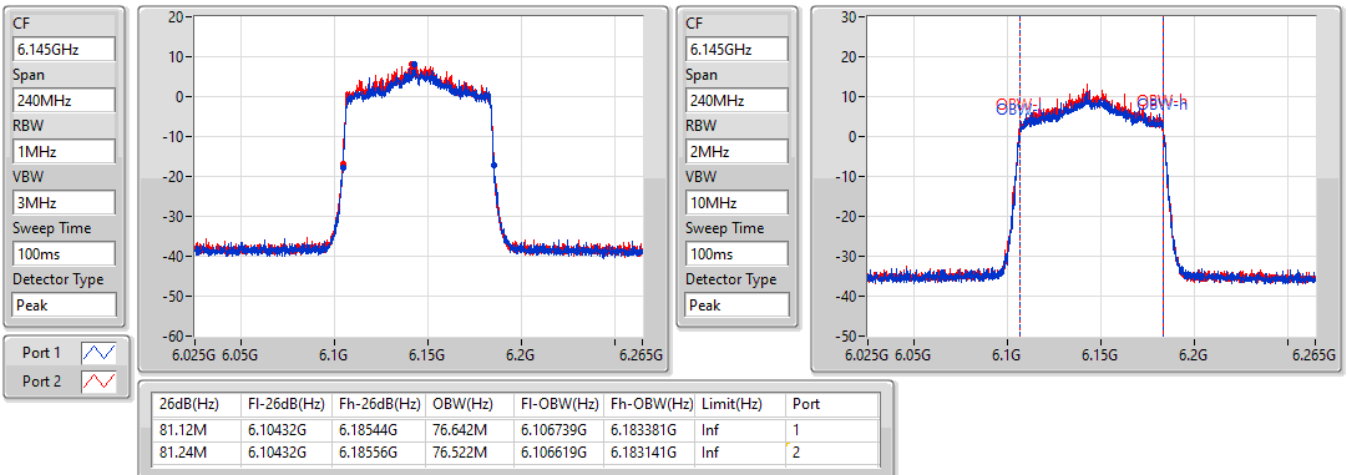 CF
6.145GHz
Span
240MHz
RBW
1MHz
VBW
3MHz
Sweep Time
100ms
Detector Type
Peak
Port 1
Port 2
20
10
0
-10
-20
-30
-40
-50
-60
6.025G 6.05G 6.1G 6.15G 6.2G 6.265G
CF
6.145GHz
Span
240MHz
RBW
2MHz
VBW
10MHz
Sweep Time
100ms
Detector Type
Peak
30
20
10
0
-10
-20
-30
-40
-50
OBW-l OBW-h
OBW-l OBW-h
6.025G 6.05G 6.1G 6.15G 6.2G 6.265G
26dB(Hz) Fl-26dB(Hz) Fh-26dB(Hz) OBW(Hz) Fl-OBW(Hz) Fh-OBW(Hz) Limit(Hz) Port
81.12M 6.10432G 6.18544G 76.642M 6.106739G 6.183381G Inf 1
81.24M 6.10432G 6.18556G 76.522M 6.106619G 6.183141G Inf 2